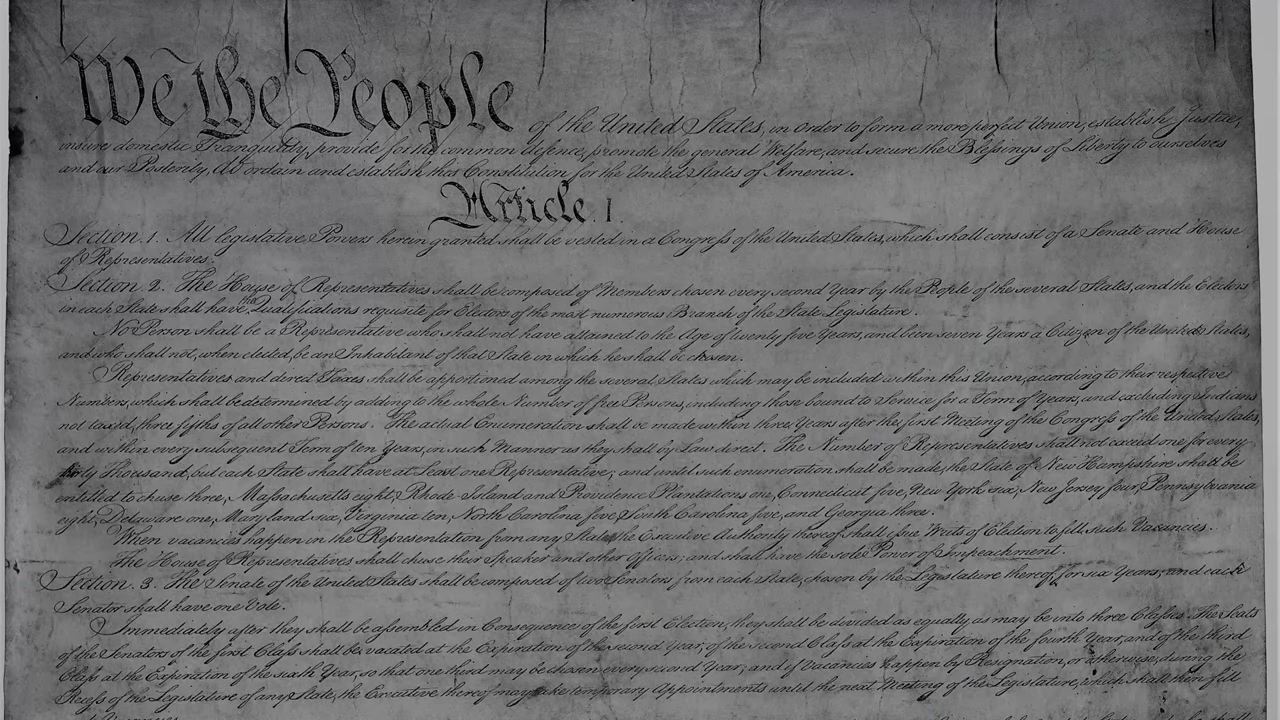 We the People of the United States, in Order to form a more perfect Union, establish Justice,
insure domestic Tranquility, provide for the common defence, promote the general Welfare, and secure the Blessings of Liberty to ourselves
and our Posterity, do ordain and establish this Constitution for the United States of America.
Article. I.
Section. 1. All legislative Powers herein granted shall be vested in a Congress of the United States, which shall consist of a Senate and House
of Representatives.
Section. 2. The House of Representatives shall be composed of Members chosen every second Year by the People of the several States, and the Electors
in each State shall have the Qualifications requisite for Electors of the most numerous Branch of the State Legislature.
No Person shall be a Representative who shall not have attained to the Age of twenty five Years, and been seven Years a Citizen of the United States,
and who shall not, when elected, be an Inhabitant of that State in which he shall be chosen.
Representatives and direct Taxes shall be apportioned among the several States which may be included within this Union, according to their respective
Numbers, which shall be determined by adding to the whole Number of free Persons, including those bound to Service for a Term of Years, and excluding Indians
not taxed, three fifths of all other Persons. The actual Enumeration shall be made within three Years after the first Meeting of the Congress of the United States,
and within every subsequent Term of ten Years, in such Manner as they shall by Law direct. The Number of Representatives shall not exceed one for every
thirty Thousand, but each State shall have at Least one Representative; and until such enumeration shall be made, the State of New Hampshire shall be
entitled to chuse three, Massachusetts eight, Rhode-Island and Providence Plantations one, Connecticut five, New-York six, New Jersey four, Pennsylvania
eight, Delaware one, Maryland six, Virginia ten, North Carolina five, South Carolina five, and Georgia three.
When vacancies happen in the Representation from any State, the Executive Authority thereof shall issue Writs of Election to fill such Vacancies.
The House of Representatives shall chuse their Speaker and other Officers; and shall have the sole Power of Impeachment.
Section. 3. The Senate of the United States shall be composed of two Senators from each State, chosen by the Legislature thereof, for six Years; and each
Senator shall have one Vote.
Immediately after they shall be assembled in Consequence of the first Election, they shall be divided as equally as may be into three Classes. The Seats
of the Senators of the first Class shall be vacated at the Expiration of the second Year, of the second Class at the Expiration of the fourth Year, and of the third
Class at the Expiration of the sixth Year, so that one third may be chosen every second Year; and if Vacancies happen by Resignation, or otherwise, during the
Recess of the Legislature of any State, the Executive thereof may make temporary Appointments until the next Meeting of the Legislature, which shall then fill